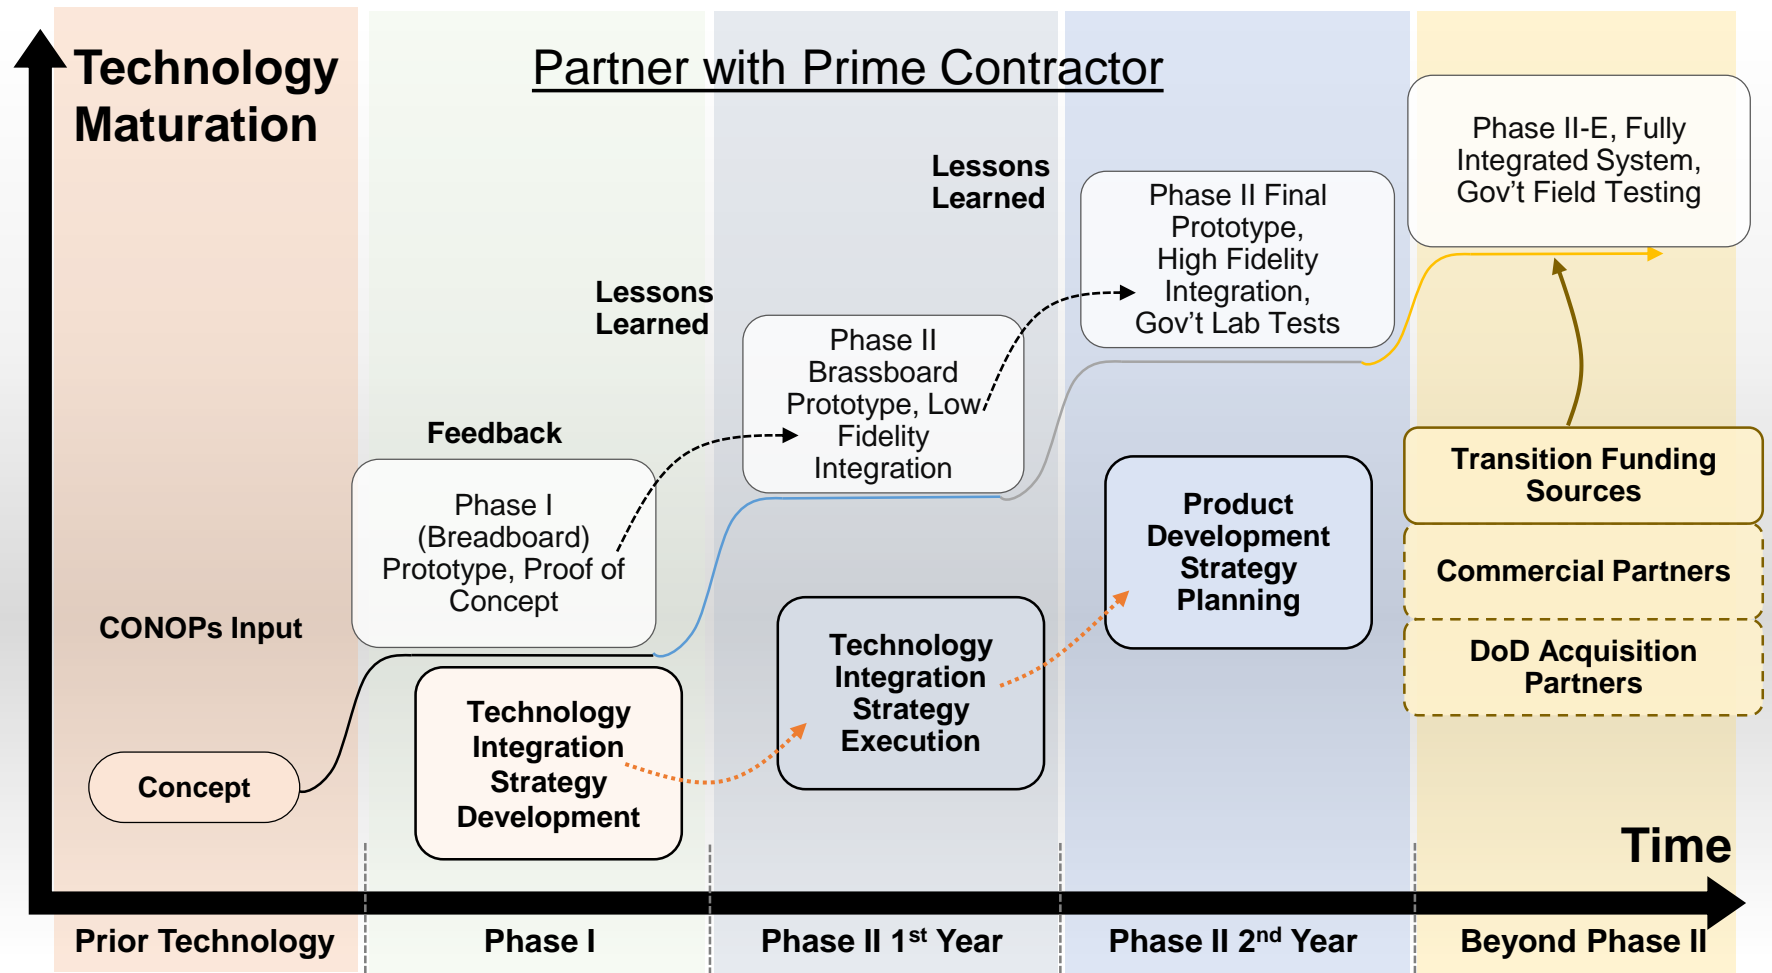 Technology
Maturation
Partner with Prime Contractor
Phase II-E, Fully
Integrated System,
Gov't Field Testing
Lessons
Learned
Phase II Final
Prototype,
High Fidelity
Integration,
Gov't Lab Tests
Lessons
Learned
Phase II
Brassboard
Prototype, Low
Fidelity
Integration
Feedback
Phase I
(Breadboard)
Prototype, Proof of
Concept
CONOPs Input
Concept
Technology
Integration
Strategy
Development
Technology
Integration
Strategy
Execution
Product
Development
Strategy
Planning
Transition Funding
Sources
Commercial Partners
DoD Acquisition
Partners
Time
Prior Technology
Phase I
Phase II 1st Year
Phase II 2nd Year
Beyond Phase II